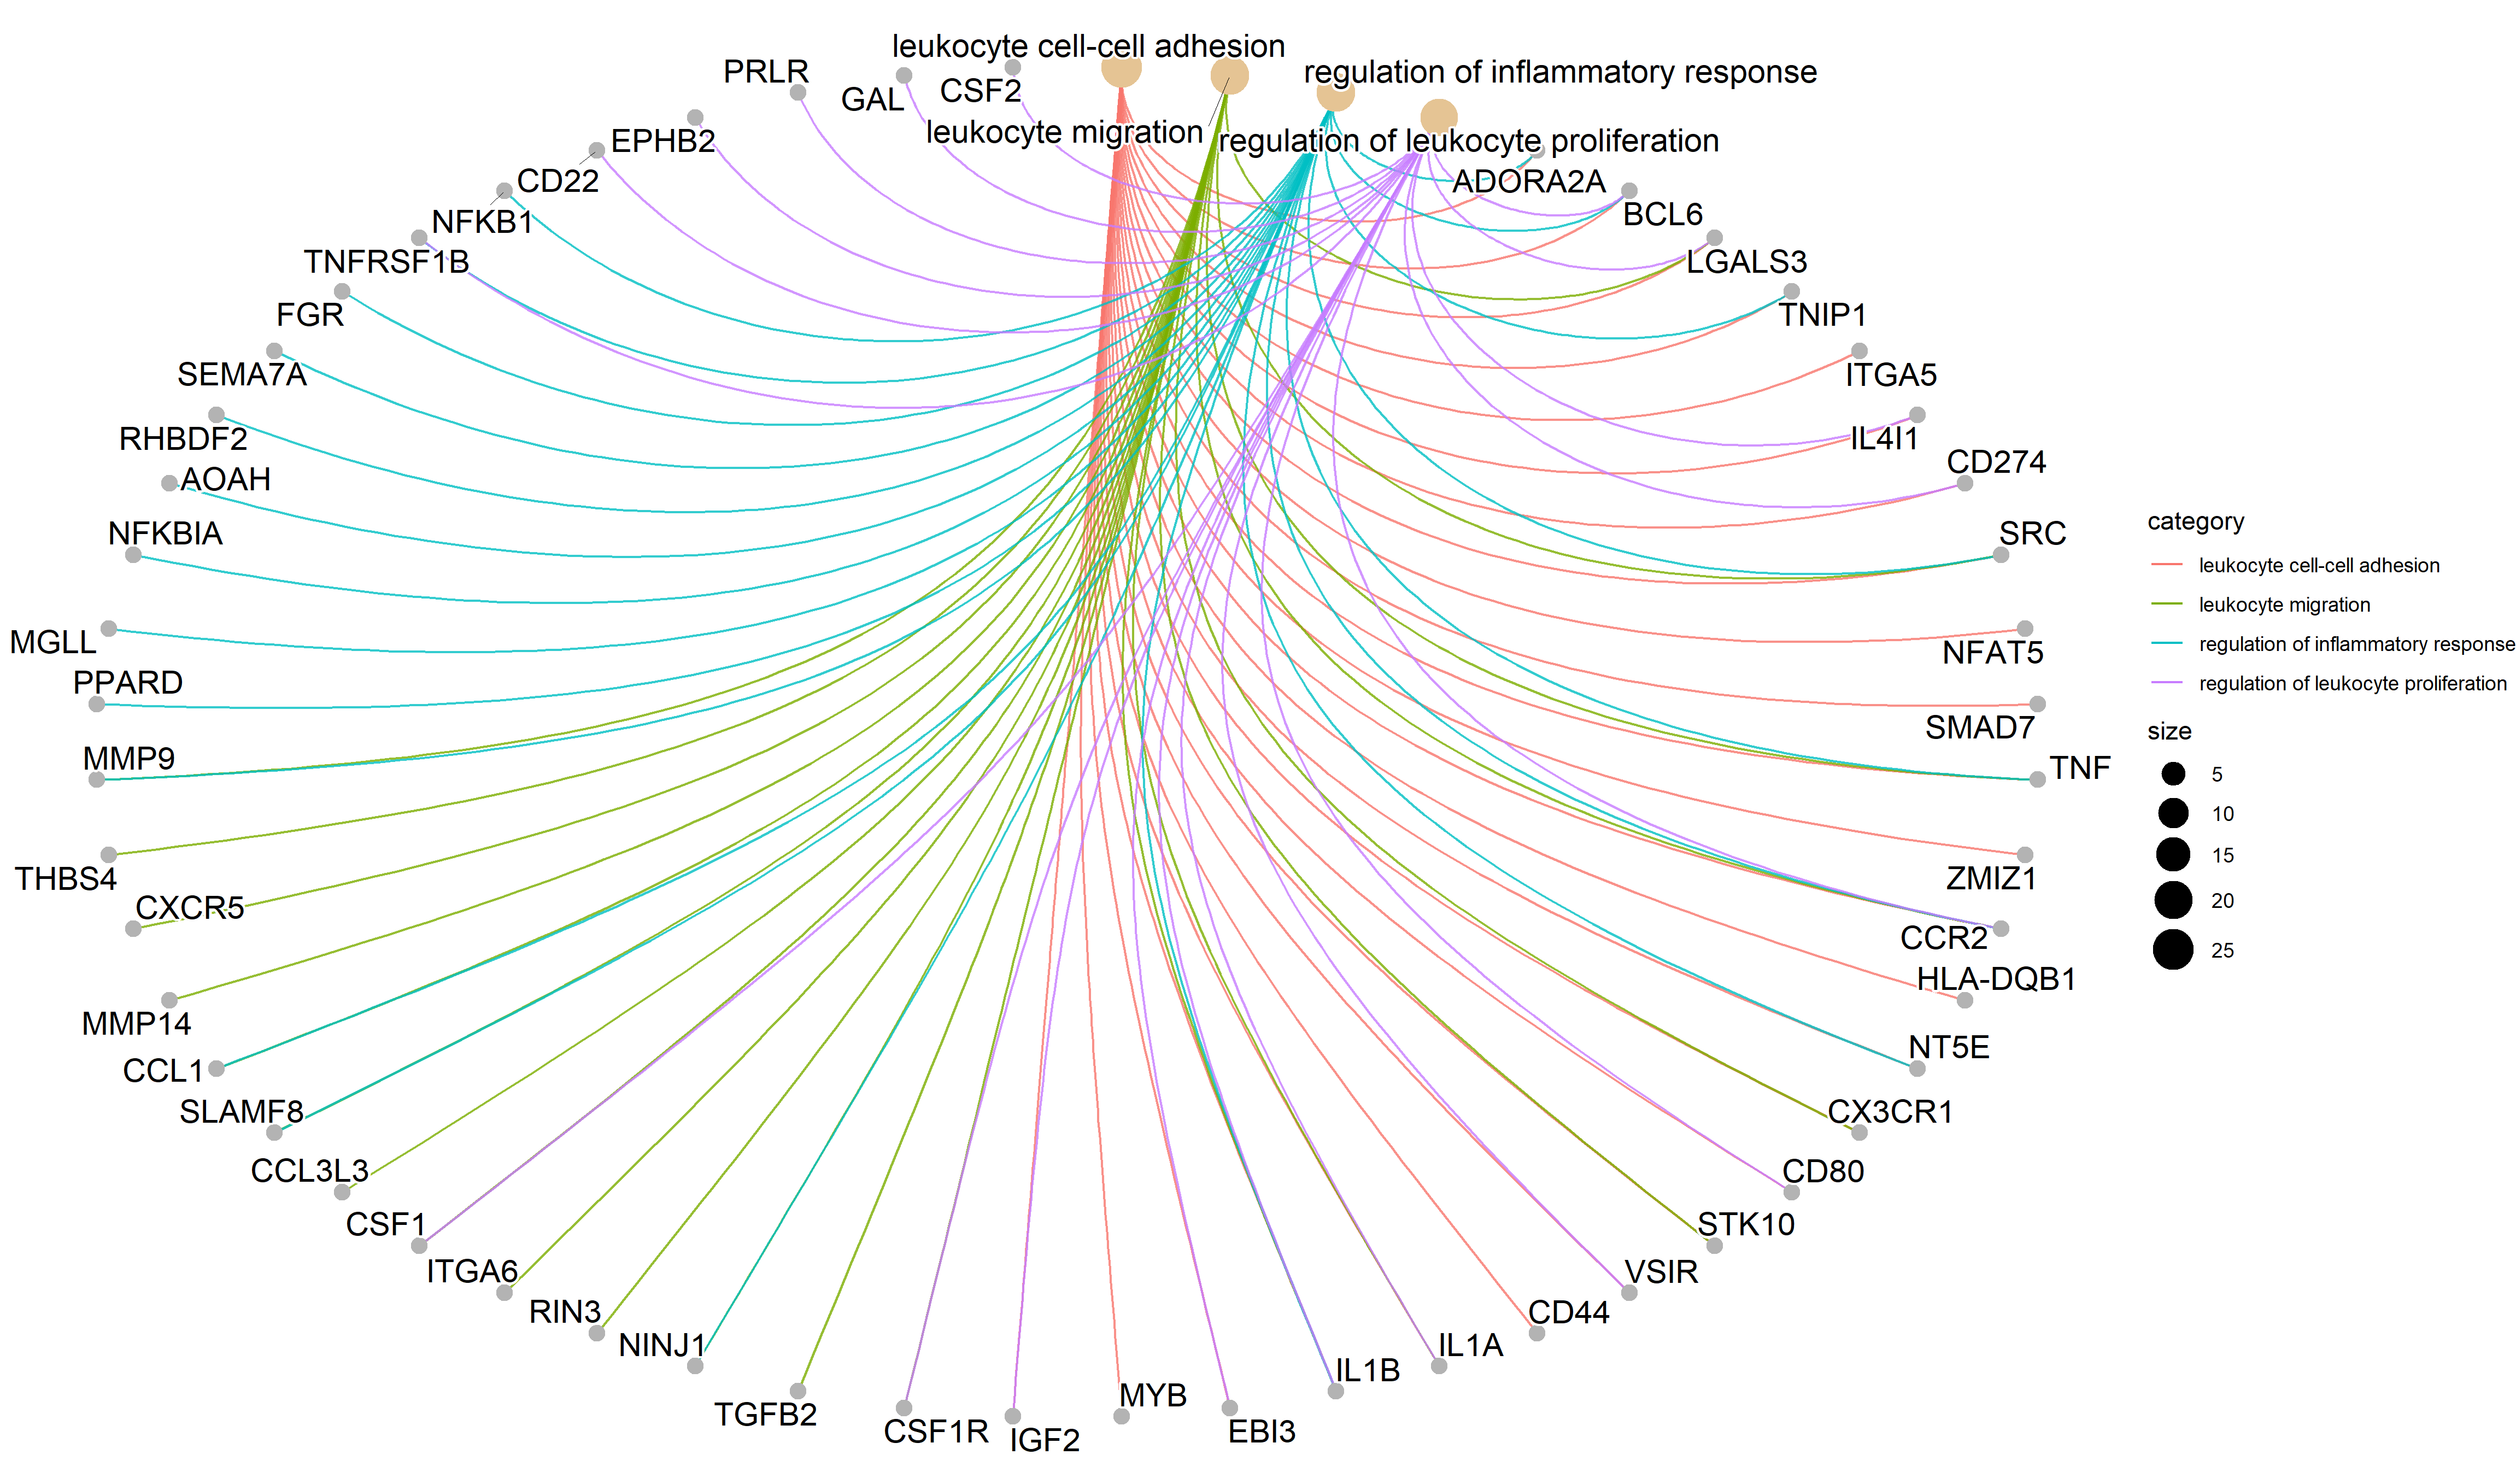 leukocyte cell-cell adhesion
PRLR
regulation of inflammatory response
GAL
CSF2
leukocyte migration
regulation of leukocyte proliferation
EPHB2
CD22
ADORA2A
NFKB1
BCL6
TNFRSF1B
LGALS3
FGR
TNIP1
SEMA7A
ITGA5
RHBDF2
IL4I1
AOAH
CD274
NFKBIA
SRC
MGLL
NFAT5
PPARD
SMAD7
MMP9
TNF
THBS4
ZMIZ1
CXCR5
CCR2
MMP14
HLA-DQB1
CCL1
NT5E
SLAMF8
CX3CR1
CCL3L3
CD80
CSF1
STK10
ITGA6
VSIR
RIN3
CD44
NINJ1
IL1A
TGFB2
IL1B
CSF1R
IGF2
MYB
EBI3
category
leukocyte cell-cell adhesion
leukocyte migration
regulation of inflammatory response
regulation of leukocyte proliferation
size
5
10
15
20
25